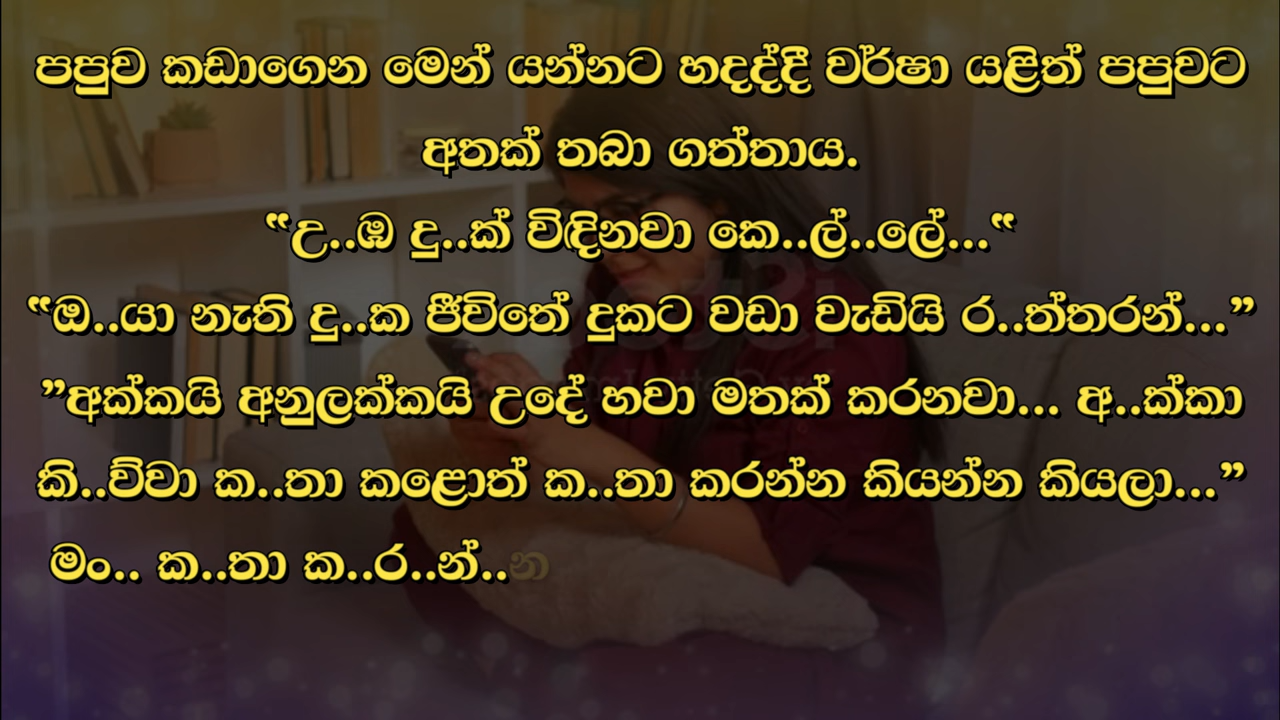 පපුව කඩාගෙන මෙන් යන්නට හදද්දී වර්ෂා යළිත් පපුවට
අතක් තබා ගත්තාය.
“උ..ඹ දු..ක් විඳිනවා කෙ..ල්..ලේ...“
“ඔ..යා නැති දු..ක ජීවිතේ දුකට වඩා වැඩියි ර..ත්තරන්...”
”අක්කයි අනුලක්කයි උදේ හවා මතක් කරනවා... අ..ක්කා
කි..ව්වා ක..තා කළොත් ක..තා කරන්න කියන්න කියලා...”
මං.. ක..තා ක..ර..න්..න